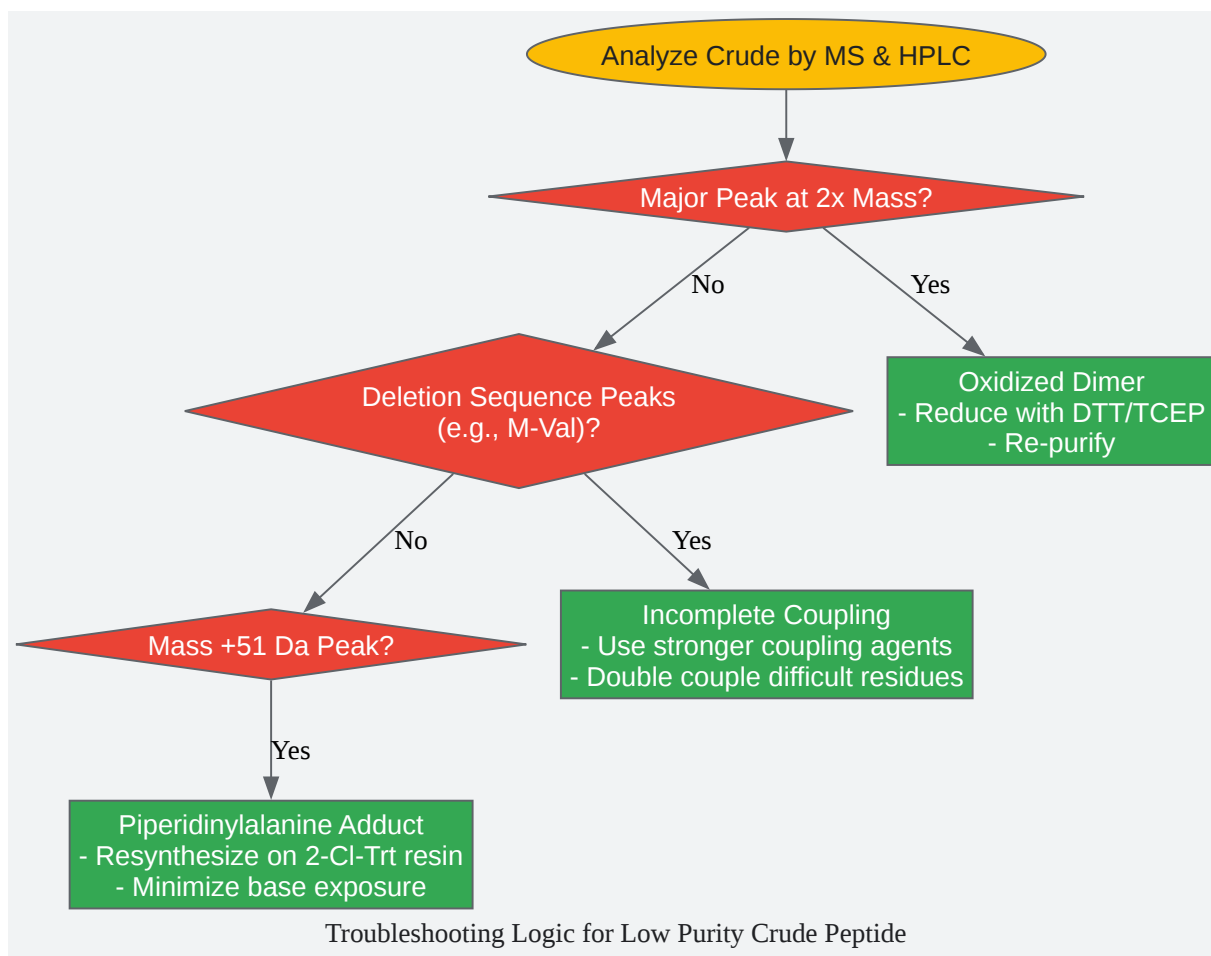 Analyze Crude by MS & HPLC
Major Peak at 2x Mass?
No
Yes
Deletion Sequence Peaks
(e.g., M-Val)?
Oxidized Dimer
- Reduce with DTT/TCEP
- Re-purify
No
Yes
Mass +51 Da Peak?
Incomplete Coupling
- Use stronger coupling agents
- Double couple difficult residues
Yes
Piperidinylalanine Adduct
- Resynthesize on 2-Cl-Trt resin
- Minimize base exposure
Troubleshooting Logic for Low Purity Crude Peptide